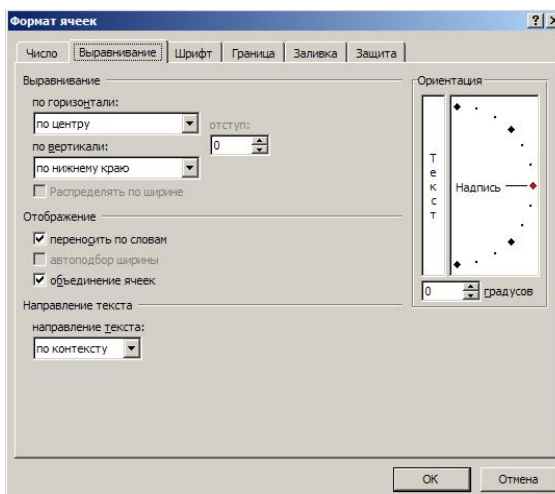 Формат ячеек
Число Выравнивание Шрифт Граница Заливка Защита
Выравнивание
по горизонтали:
по центру
отступ:
0
по вертикали:
по нижнему краю
Распределять по ширине
Отображение
переносить по словам
автоподбор ширины
объединение ячеек
Направление текста
направление текста:
по контексту
Ориентация
Текст
Надпись
0 градусов
ОК Отмена